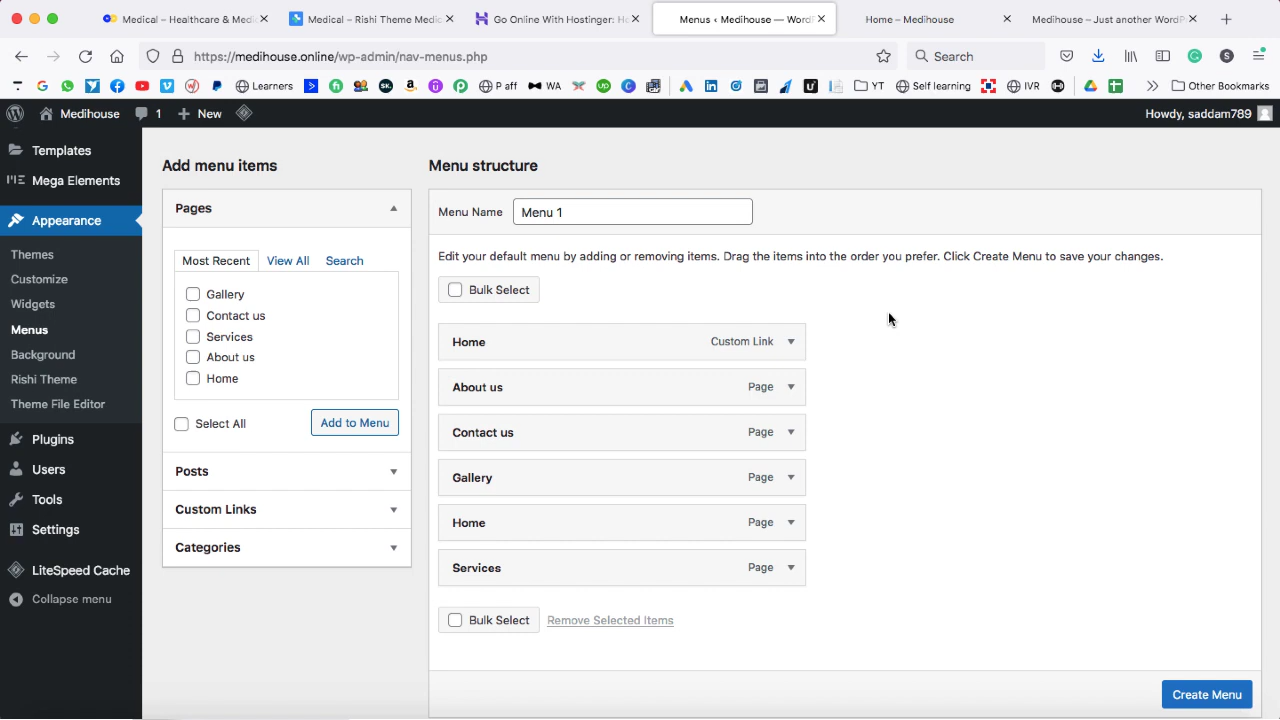 Medical – Healthcare & Medic
Medical – Rishi Theme Medic
Go Online With Hostinger: Ho
Menus ‹ Medihouse — WordP
Home – Medihouse
Medihouse – Just another WordPr
https://medihouse.online/wp-admin/nav-menus.php
Search
Learners
P aff
WA
YT
Self learning
IVR
Other Bookmarks
Medihouse
1
New
Howdy, saddam789
Templates
Mega Elements
Appearance
Themes
Customize
Widgets
Menus
Background
Rishi Theme
Theme File Editor
Plugins
Users
Tools
Settings
LiteSpeed Cache
Collapse menu
Add menu items
Pages
Most Recent
View All
Search
Gallery
Contact us
Services
About us
Home
Select All
Add to Menu
Posts
Custom Links
Categories
Menu structure
Menu Name
Menu 1
Edit your default menu by adding or removing items. Drag the items into the order you prefer. Click Create Menu to save your changes.
Bulk Select
Home Custom Link
About us Page
Contact us Page
Gallery Page
Home Page
Services Page
Bulk Select
Remove Selected Items
Create Menu